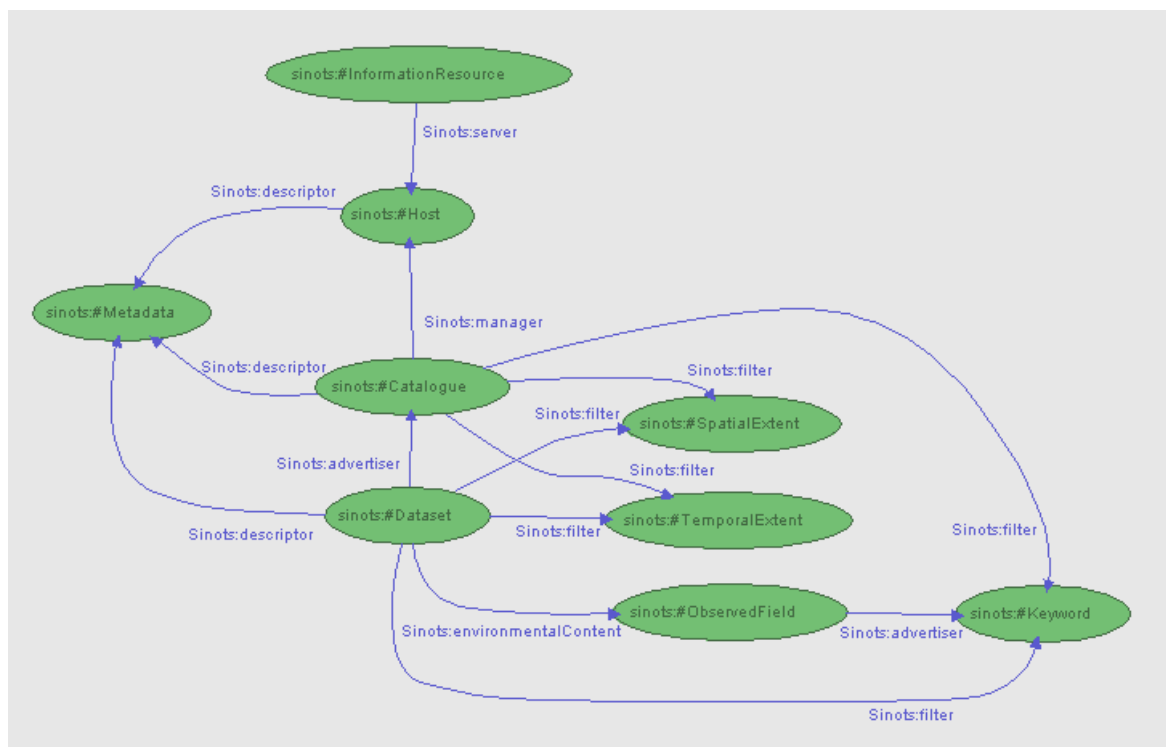 sinots:#InformationResource
Sinots:server
Sinots:descriptor
sinots:#Host
sinots:#Metadata
Sinots:manager
Sinots:descriptor
sinots:#Catalogue
Sinots:filter
Sinots:filter
sinots:#SpatialExtent
Sinots:advertiser
Sinots:filter
sinots:#Dataset
sinots:#TemporalExtent
Sinots:descriptor
Sinots:filter
Sinots:filter
sinots:#ObservedField
sinots:#Keyword
Sinots:environmentalContent
Sinots:advertiser
Sinots:filter